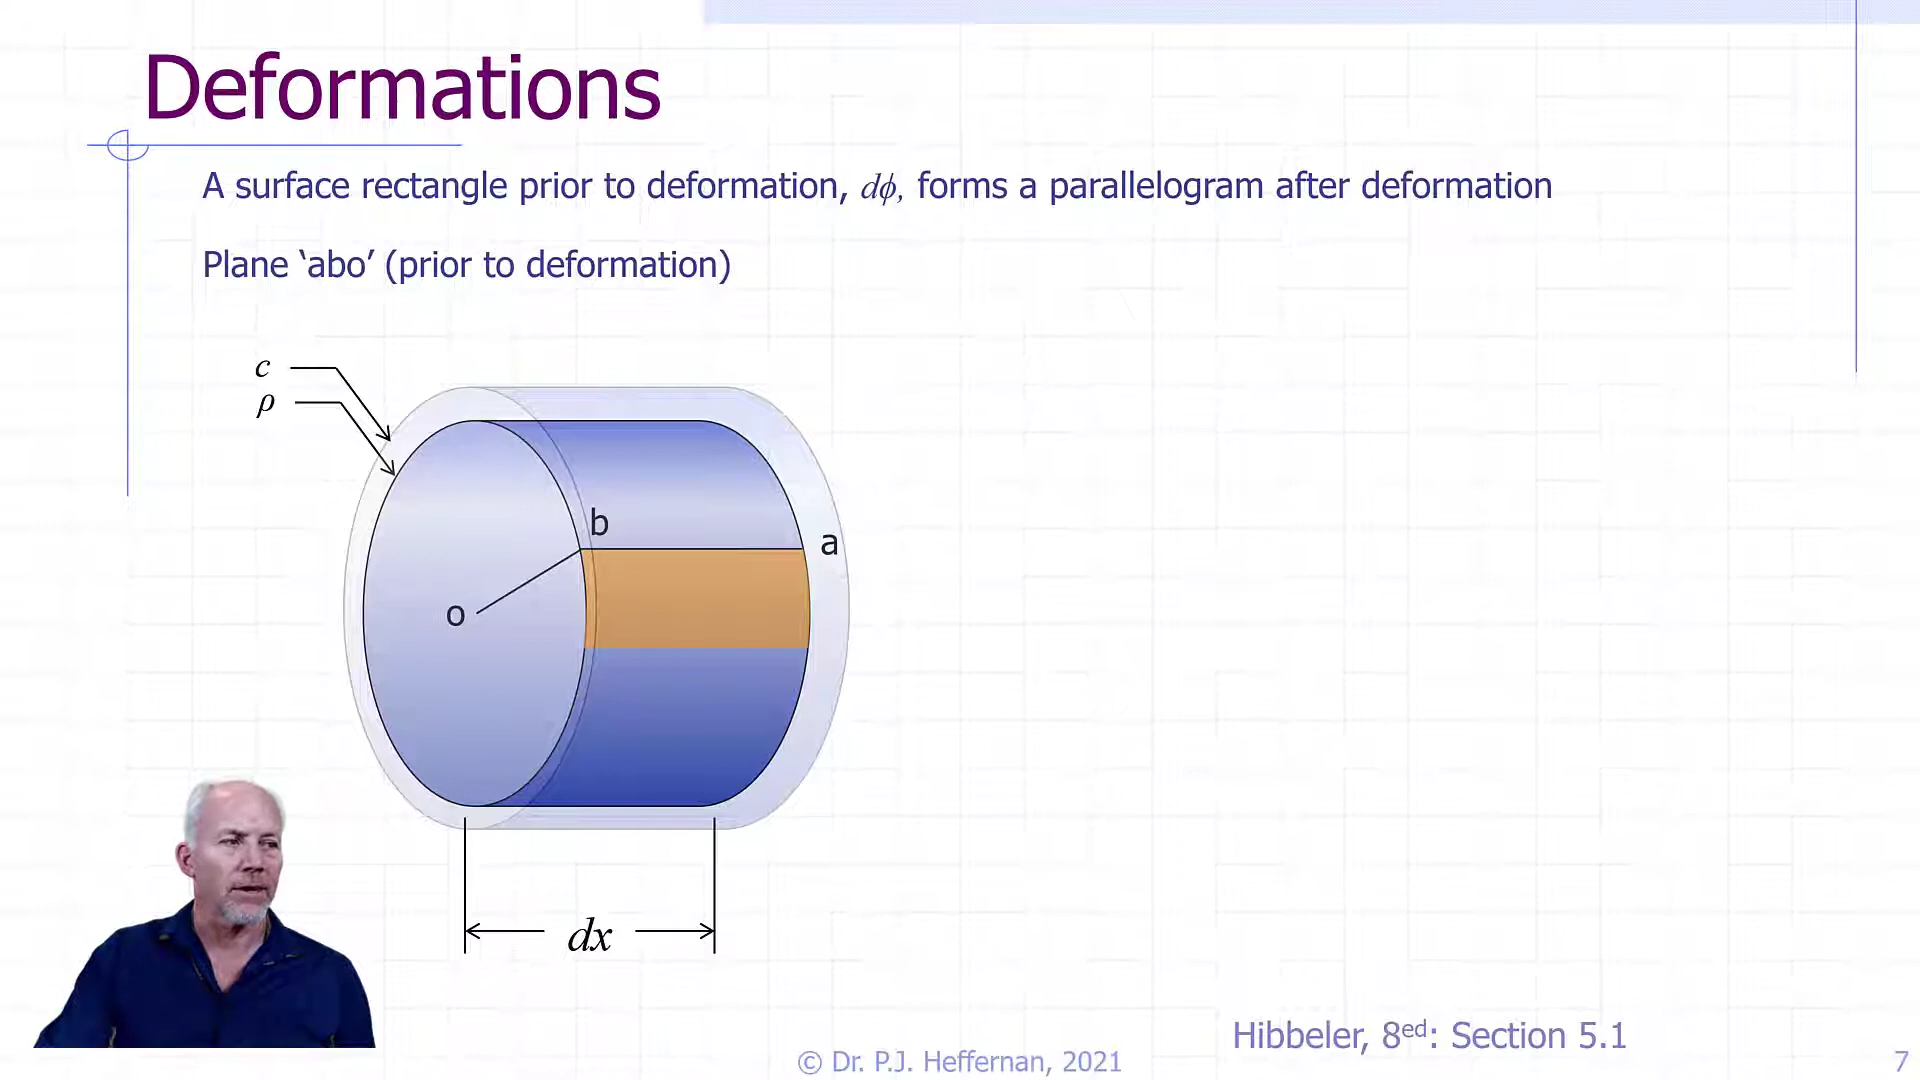 Deformations
A surface rectangle prior to deformation, dϕ, forms a parallelogram after deformation
Plane ‘abo’ (prior to deformation)
c
ρ
b
a
o
dx
Hibbeler, 8ed: Section 5.1
© Dr. P.J. Heffernan, 2021
7